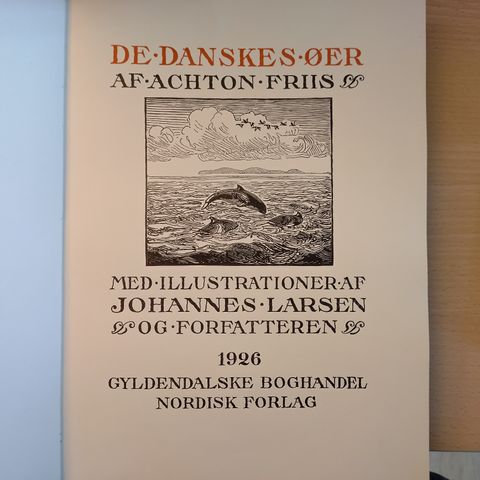 DE·DANSKES·ØER
AF·ACHTON·FRIIS
MED·ILLUSTRATIONER·AF
JOHANNES·LARSEN
OG·FORFATTEREN
1926
GYLDENDALSKE BOGHANDEL
NORDISK FORLAG